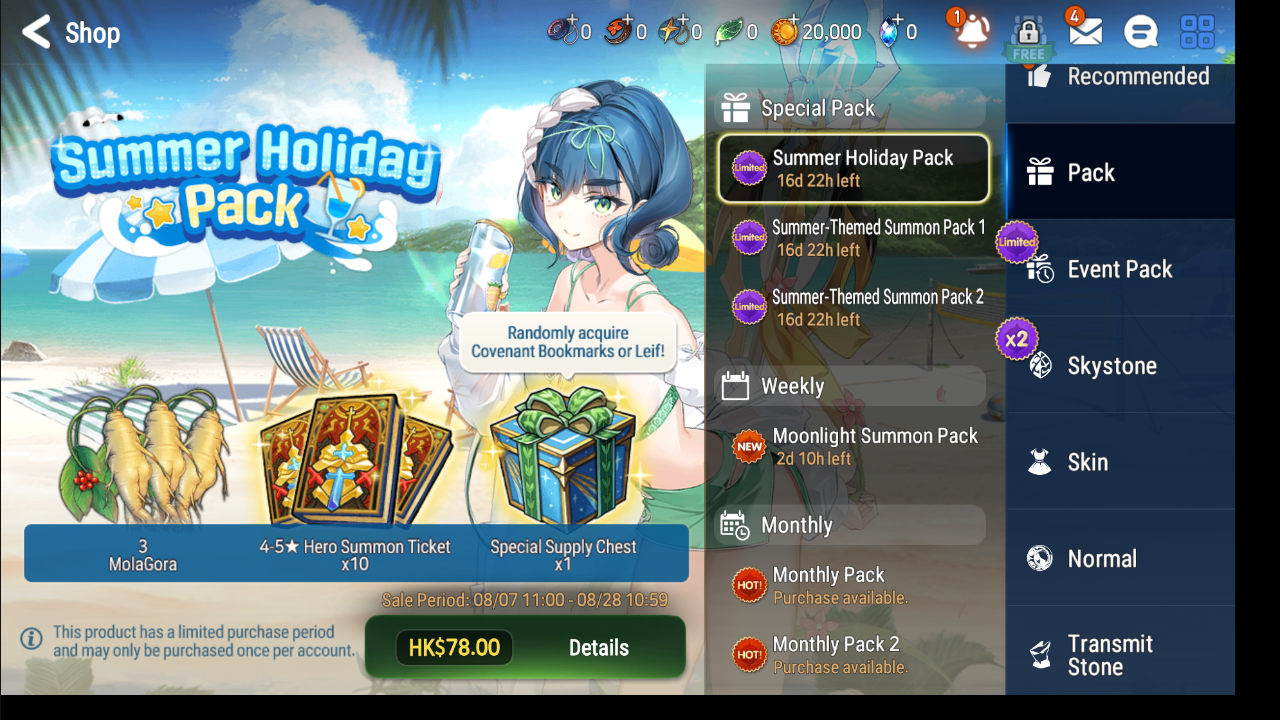 Shop
0
0
0
0
20,000
0
1
FREE
4
Summer Holiday
Pack
Randomly acquire
Covenant Bookmarks or Leif!
3
MolaGora
4-5★ Hero Summon Ticket
x10
Special Supply Chest
x1
Sale Period: 08/07 11:00 - 08/28 10:59
This product has a limited purchase period
and may only be purchased once per account.
HK$78.00
Details
Special Pack
Limited
Summer Holiday Pack
16d 22h left
Limited
Summer-Themed Summon Pack 1
16d 22h left
Limited
Summer-Themed Summon Pack 2
16d 22h left
Weekly
NEW
Moonlight Summon Pack
2d 10h left
Monthly
HOT!
Monthly Pack
Purchase available.
HOT!
Monthly Pack 2
Purchase available.
Recommended
Pack
Limited
Event Pack
x2
Skystone
Skin
Normal
Transmit
Stone